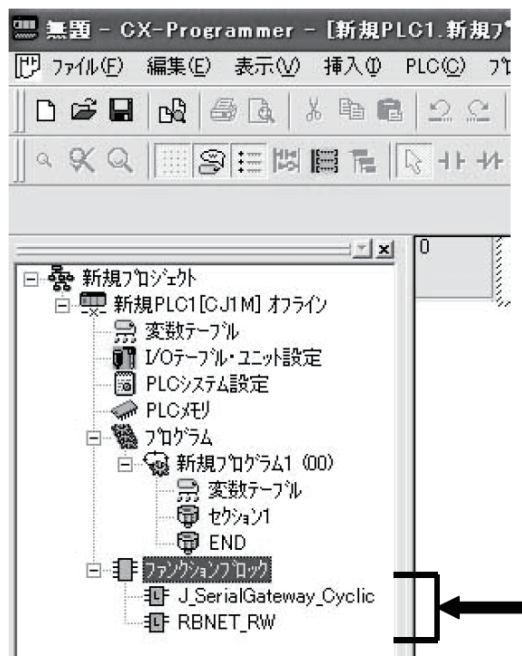 無題 - CX-Programmer - [新規PLC1.新規ﾌﾟ
ﾌｧｲﾙ(F) 編集(E) 表示(V) 挿入(I) PLC(C) ﾌﾟﾛ
0
新規ﾌﾟﾛｼﾞｪｸﾄ
新規PLC1[CJ1M] ｵﾌﾗｲﾝ
変数ﾃｰﾌﾞﾙ
I/Oﾃｰﾌﾞﾙ・ﾕﾆｯﾄ設定
PLCｼｽﾃﾑ設定
PLCﾒﾓﾘ
ﾌﾟﾛｸﾞﾗﾑ
新規ﾌﾟﾛｸﾞﾗﾑ1 (00)
変数ﾃｰﾌﾞﾙ
ｾｸｼｮﾝ1
END
ﾌｧﾝｸｼｮﾝﾌﾞﾛｯｸ
J_SerialGateway_Cyclic
RBNET_RW